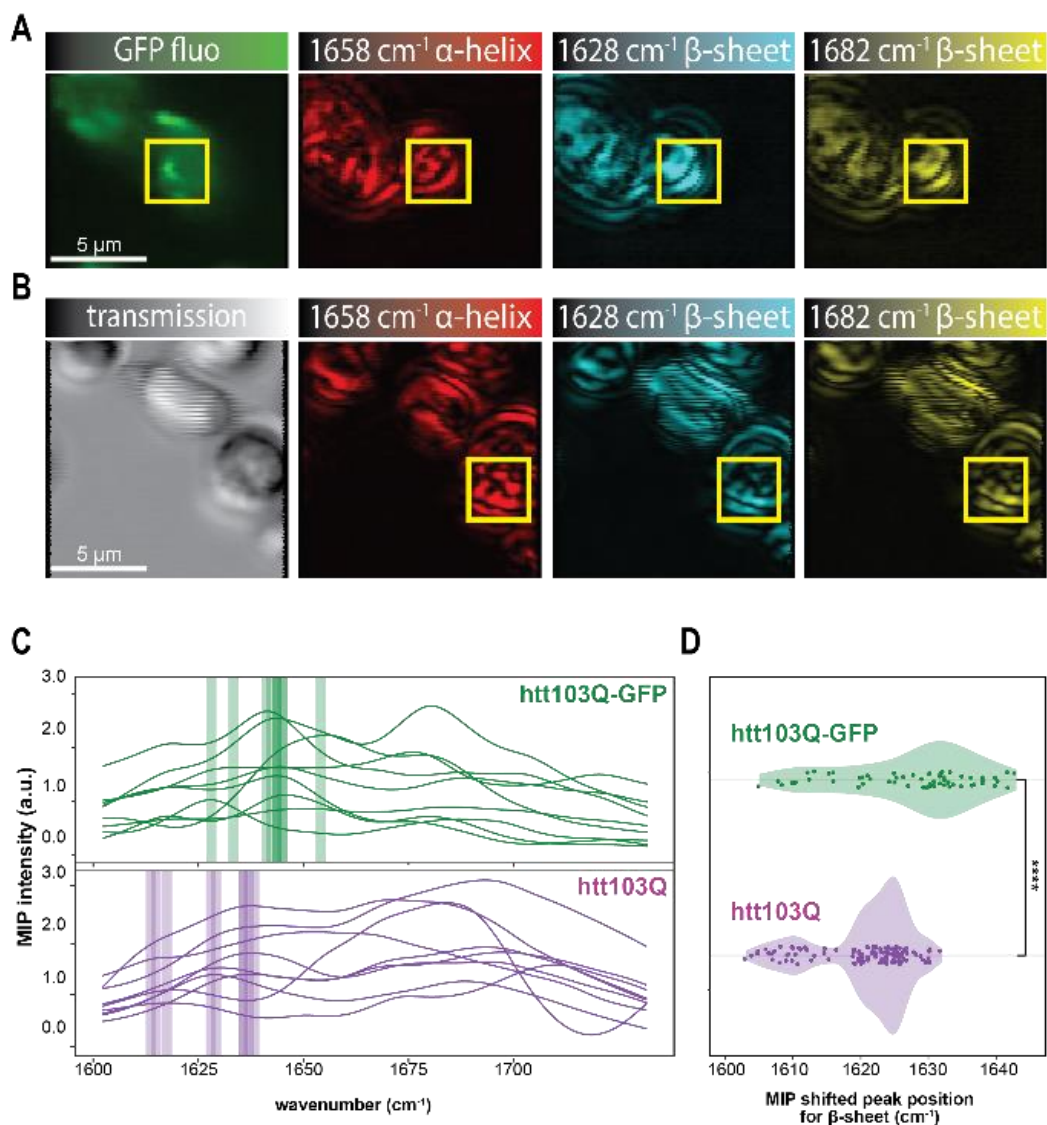 A
GFP fluo
1658 cm⁻¹ α-helix
1628 cm⁻¹ β-sheet
1682 cm⁻¹ β-sheet
5 µm
B
transmission
1658 cm⁻¹ α-helix
1628 cm⁻¹ β-sheet
1682 cm⁻¹ β-sheet
5 µm
C
MIP intensity (a.u.)
3.0
2.0
1.0
0.0
htt103Q-GFP
3.0
2.0
1.0
0.0
htt103Q
1600
1625
1650
1675
1700
wavenumber (cm⁻¹)
D
htt103Q-GFP
****
htt103Q
1600
1610
1620
1630
1640
MIP shifted peak position
for β-sheet (cm⁻¹)